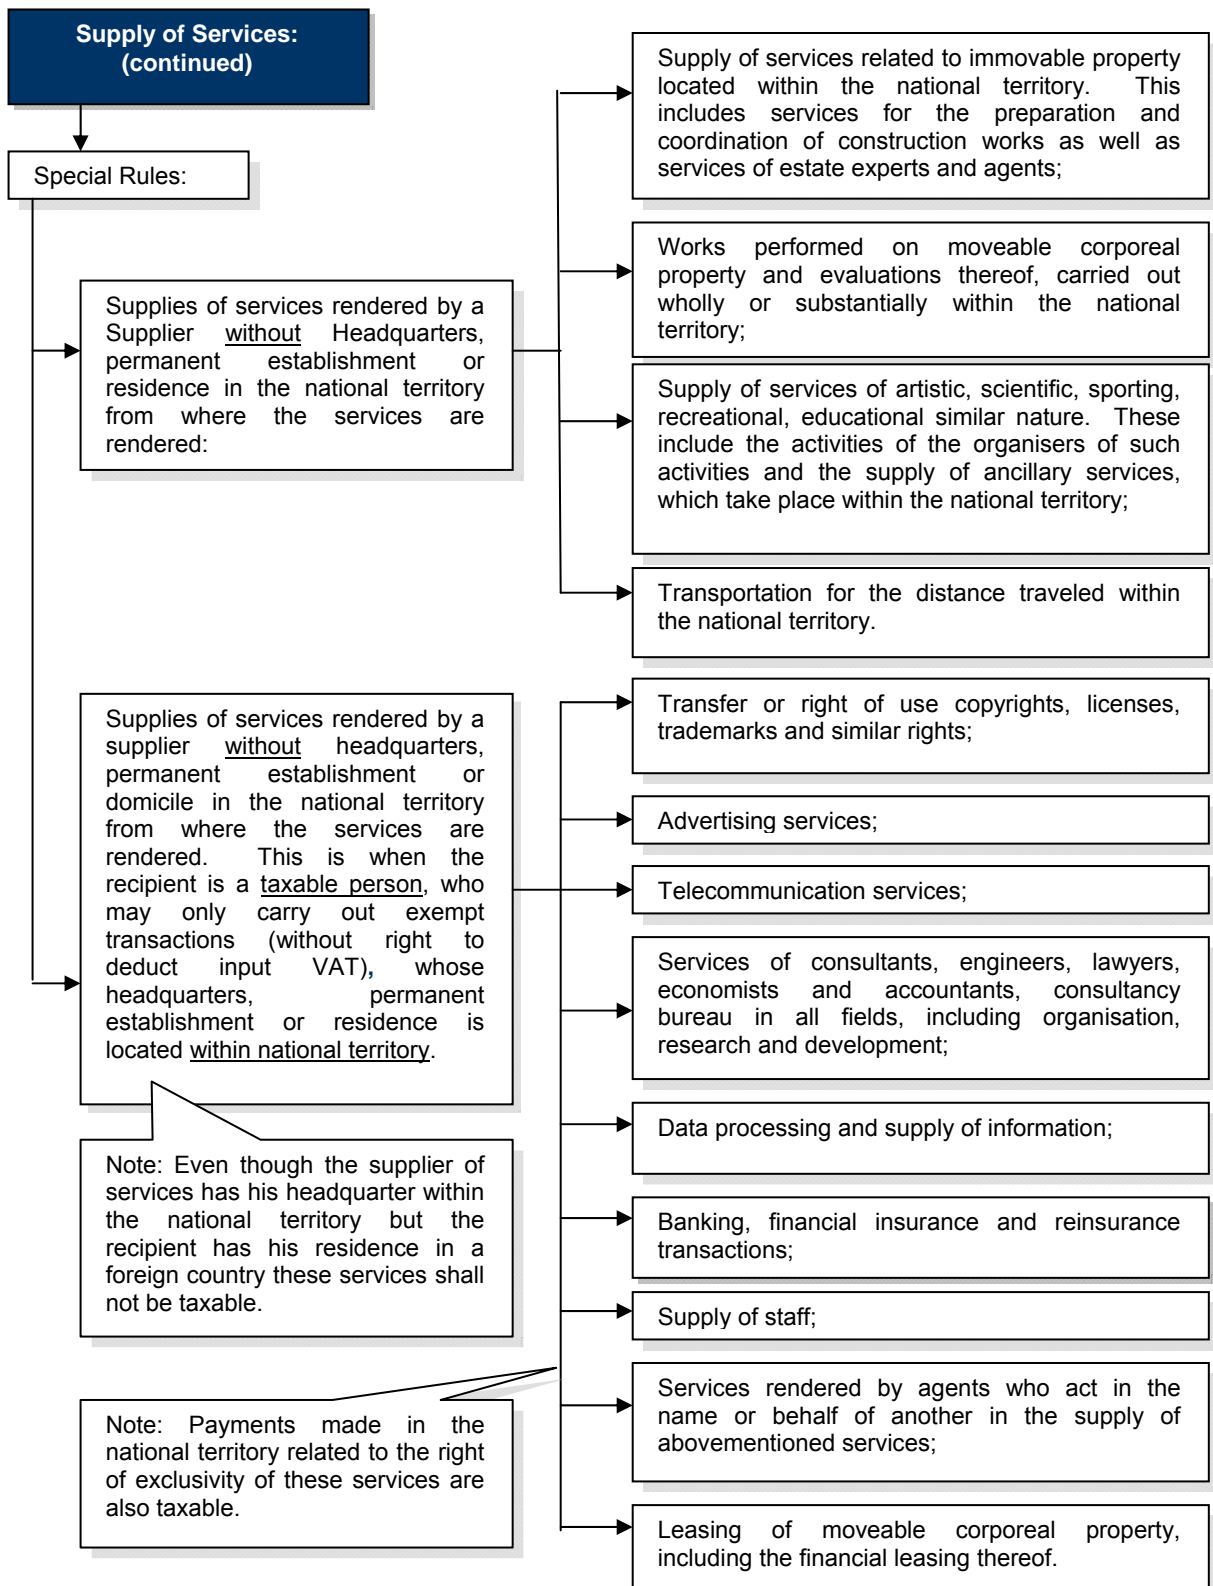 Supply of Services:
(continued)
Special Rules:
Supplies of services rendered by a
Supplier without Headquarters,
permanent establishment or
residence in the national territory
from where the services are
rendered:
Supply of services related to immovable property
located within the national territory. This
includes services for the preparation and
coordination of construction works as well as
services of estate experts and agents;
Works performed on moveable corporeal
property and evaluations thereof, carried out
wholly or substantially within the national
territory;
Supply of services of artistic, scientific, sporting,
recreational, educational similar nature. These
include the activities of the organisers of such
activities and the supply of ancillary services,
which take place within the national territory;
Transportation for the distance traveled within
the national territory.
Supplies of services rendered by a
supplier without headquarters,
permanent establishment or
domicile in the national territory
from where the services are
rendered. This is when the
recipient is a taxable person, who
may only carry out exempt
transactions (without right to
deduct input VAT), whose
headquarters, permanent
establishment or residence is
located within national territory.
Note: Even though the supplier of
services has his headquarter within
the national territory but the
recipient has his residence in a
foreign country these services shall
not be taxable.
Note: Payments made in the
national territory related to the right
of exclusivity of these services are
also taxable.
Transfer or right of use copyrights, licenses,
trademarks and similar rights;
Advertising services;
Telecommunication services;
Services of consultants, engineers, lawyers,
economists and accountants, consultancy
bureau in all fields, including organisation,
research and development;
Data processing and supply of information;
Banking, financial insurance and reinsurance
transactions;
Supply of staff;
Services rendered by agents who act in the
name or behalf of another in the supply of
abovementioned services;
Leasing of moveable corporeal property,
including the financial leasing thereof.